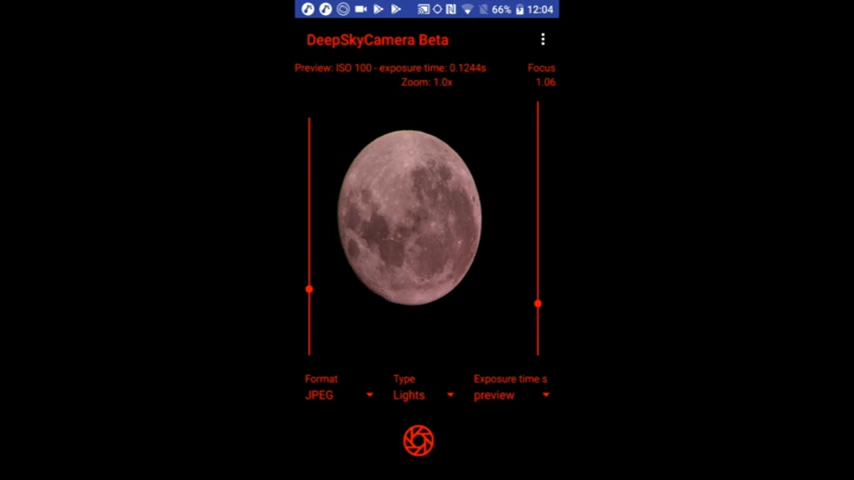 66% 12:04
DeepSkyCamera Beta
Preview: ISO 100 - exposure time: 0.1244s
Zoom: 1.0x
Focus
1.06
Format
JPEG
Type
Lights
Exposure time s
preview